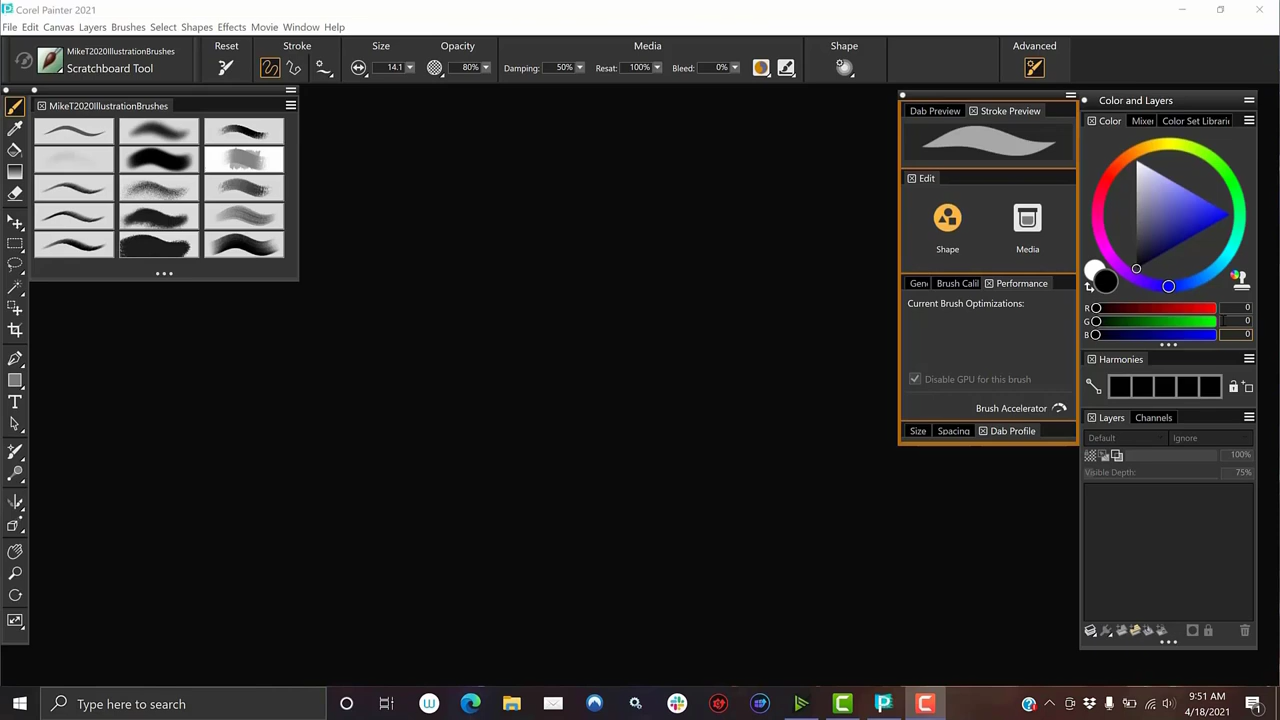 Corel Painter 2021
File Edit Canvas Layers Brushes Select Shapes Effects Movie Window Help
MikeT2020IllustrationBrushes
Scratchboard Tool
Reset
Stroke
Size
14.1
Opacity
80%
Media
Damping: 50%
Resat: 100%
Bleed: 0%
Shape
Advanced
MikeT2020IllustrationBrushes
Dab Preview Stroke Preview
Edit
Shape Media
Gen Brush Cali Performance
Current Brush Optimizations:
Disable GPU for this brush
Brush Accelerator
Size Spacing Dab Profile
Color and Layers
Color Mixer Color Set Librari
R 0
G 0
B 0
Harmonies
Layers Channels
Default Ignore
100%
Visible Depth: 75%
Type here to search
9:51 AM
4/18/2021